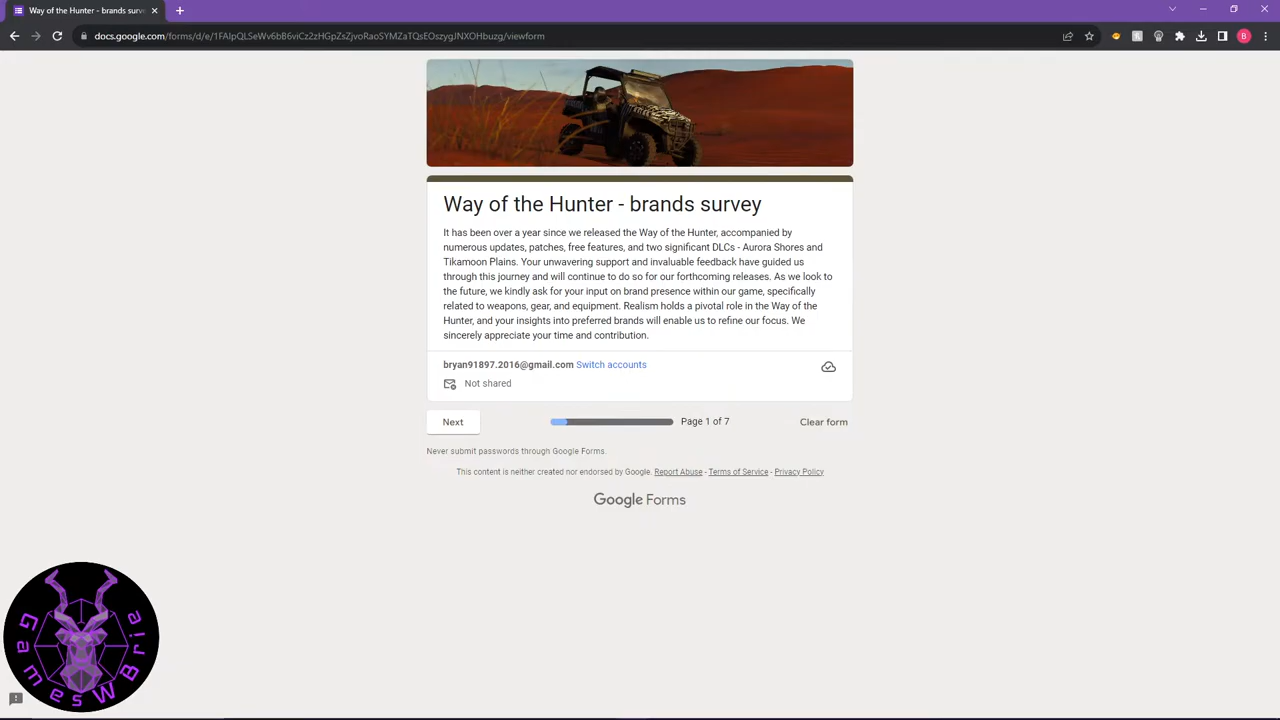 Way of the Hunter - brands surve
docs.google.com/forms/d/e/1FAIpQLSeWv6bB6viCz2zHGpZsZjvoRaoSYMZaTQsEOszygJNXOHbuzg/viewform
B
Way of the Hunter - brands survey
It has been over a year since we released the Way of the Hunter, accompanied by
numerous updates, patches, free features, and two significant DLCs - Aurora Shores and
Tikamoon Plains. Your unwavering support and invaluable feedback have guided us
through this journey and will continue to do so for our forthcoming releases. As we look to
the future, we kindly ask for your input on brand presence within our game, specifically
related to weapons, gear, and equipment. Realism holds a pivotal role in the Way of the
Hunter, and your insights into preferred brands will enable us to refine our focus. We
sincerely appreciate your time and contribution.
bryan91897.2016@gmail.com Switch accounts
Not shared
Next
Page 1 of 7
Clear form
Never submit passwords through Google Forms.
This content is neither created nor endorsed by Google. Report Abuse - Terms of Service - Privacy Policy
Google Forms
GamesWBrie